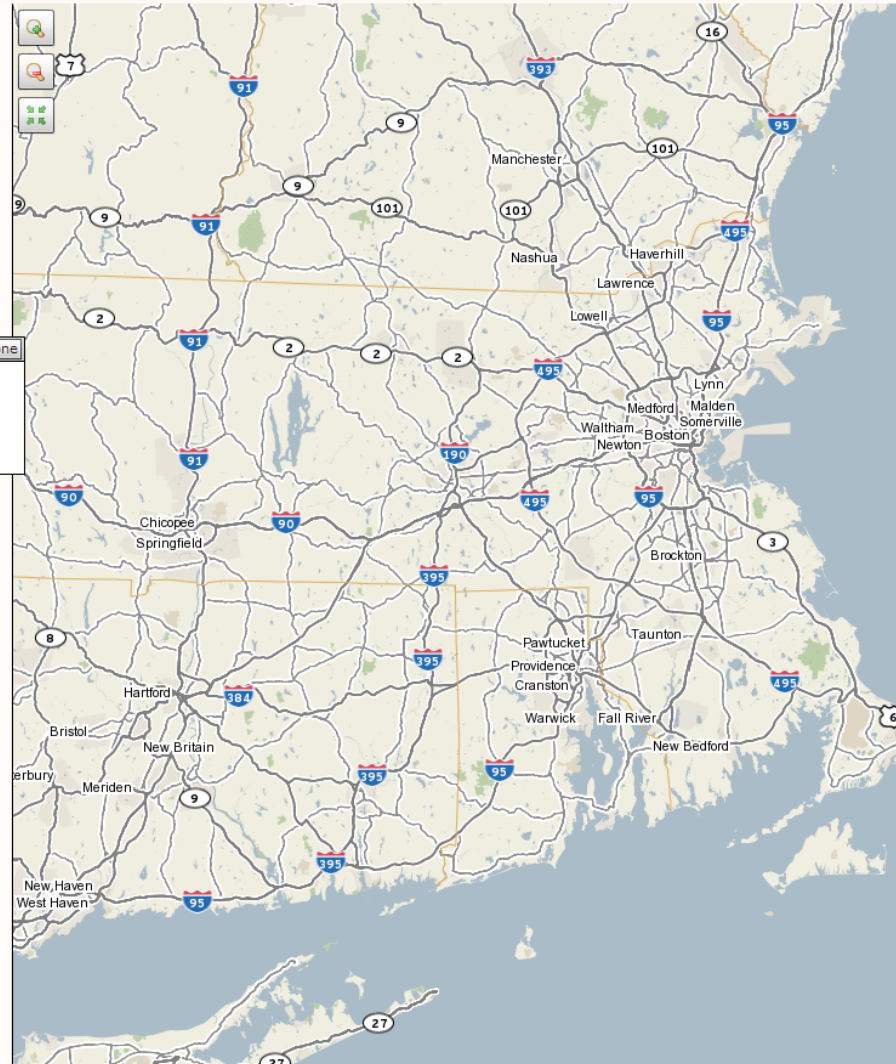 16
7
393
91
9
95
101
Manchester
9
9
101
101
9
91
495
Nashua
Haverhill
Lawrence
2
Lowell
95
91
2
2
2
one
495
Lynn
Medford
Malden
Somerville
Waltham
Boston
Newton
190
91
90
495
95
Chicopee
90
Springfield
3
Brockton
395
8
Taunton
Pawtucket
395
Providence
Cranston
495
Hartford
384
Warwick
Fall River
6
Bristol
New Britain
New Bedford
erbury
395
95
Meriden
9
395
New Haven
West Haven
95
27
27